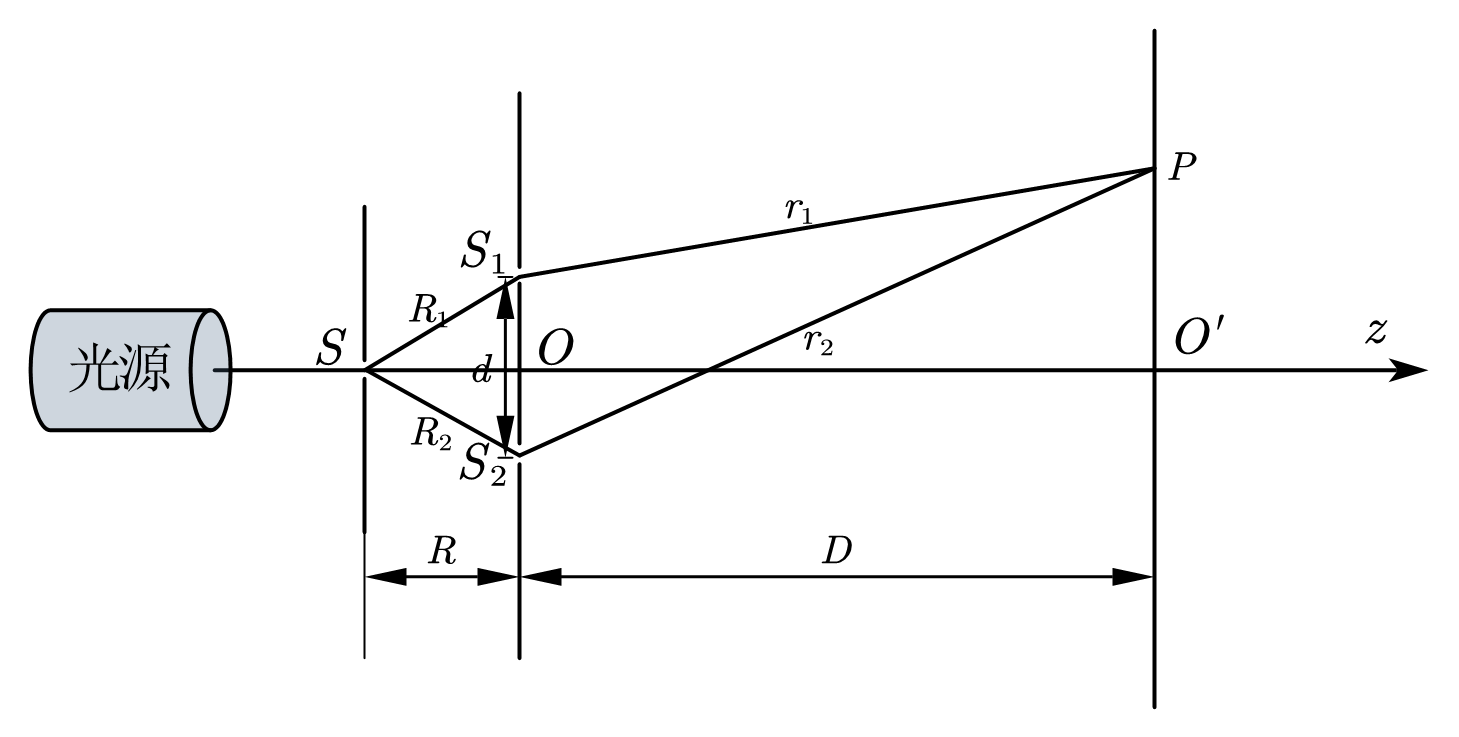 P
r₁
S₁
R₁
S
O
r₂
O′
z
光源
d
R₂
S₂
R
D